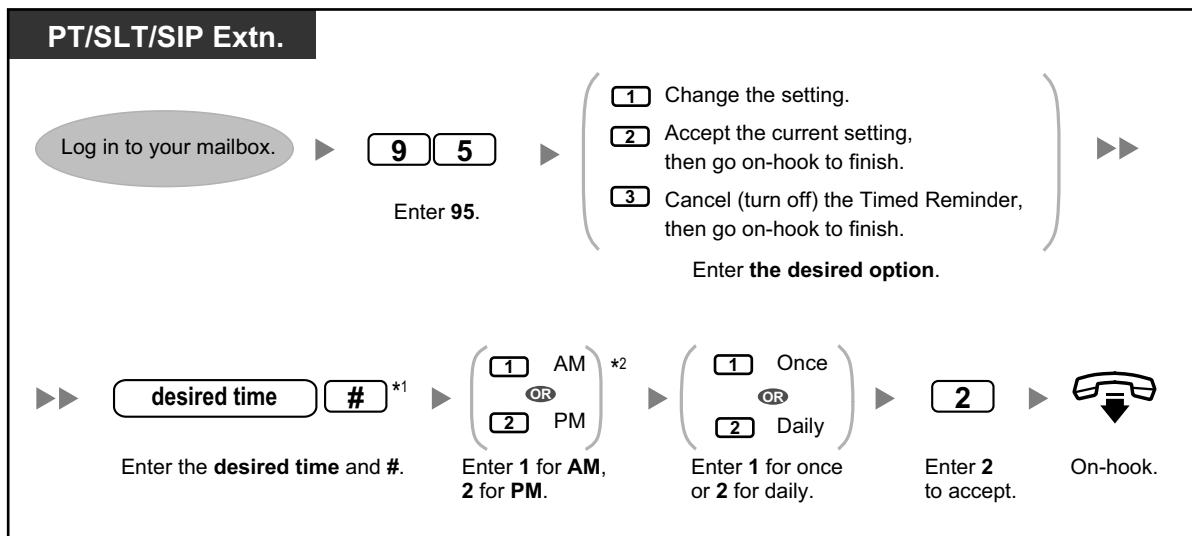 PT/SLT/SIP Extn.
Log in to your mailbox.
9 5
Enter 95.
1 Change the setting.
2 Accept the current setting,
then go on-hook to finish.
3 Cancel (turn off) the Timed Reminder,
then go on-hook to finish.
Enter the desired option.
desired time # *1
Enter the desired time and #.
1 AM *2
OR
2 PM
Enter 1 for AM,
2 for PM.
1 Once
OR
2 Daily
Enter 1 for once
or 2 for daily.
2
Enter 2
to accept.
On-hook.